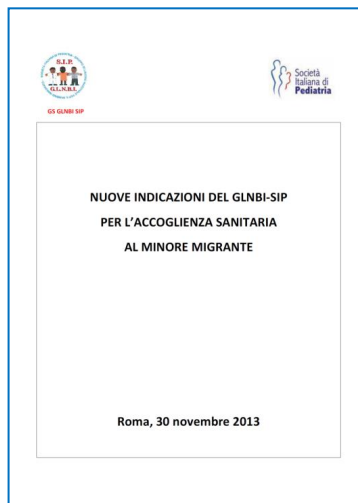 S.I.P.
G.L.N.B.I.
GS GLNBI SIP
Società
Italiana di
Pediatria
NUOVE INDICAZIONI DEL GLNBI-SIP
PER L'ACCOGLIENZA SANITARIA
AL MINORE MIGRANTE
Roma, 30 novembre 2013